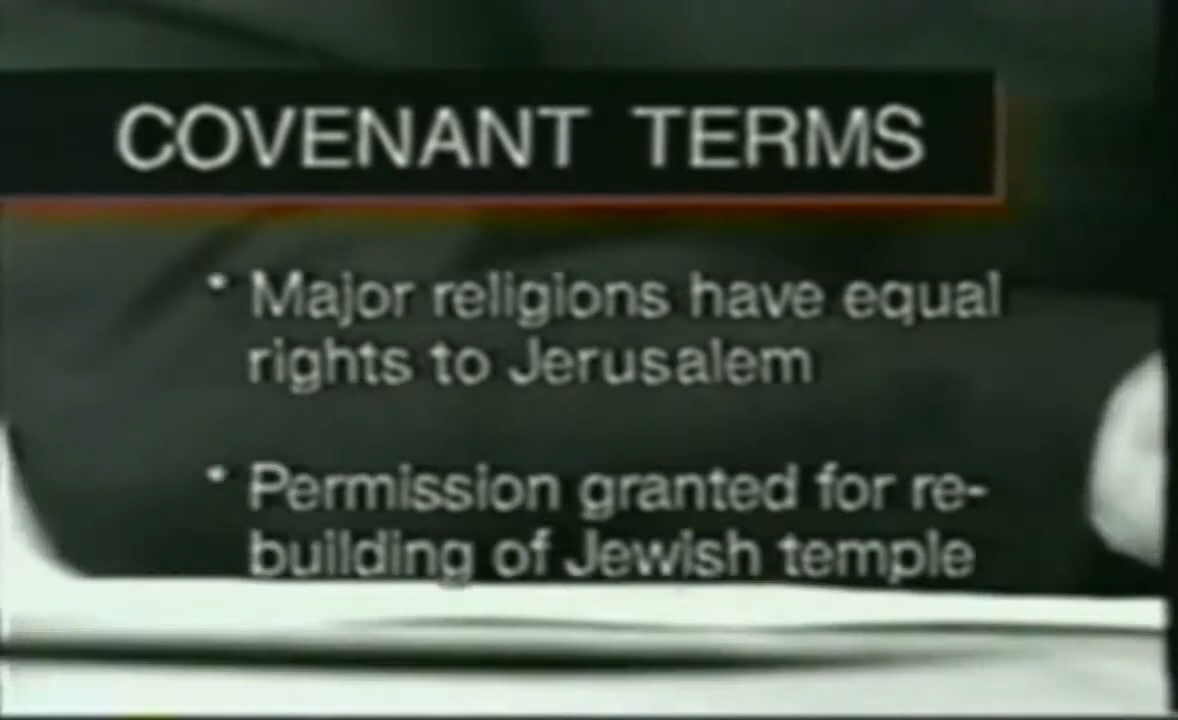 COVENANT TERMS
* Major religions have equal
rights to Jerusalem
* Permission granted for re-
building of Jewish temple